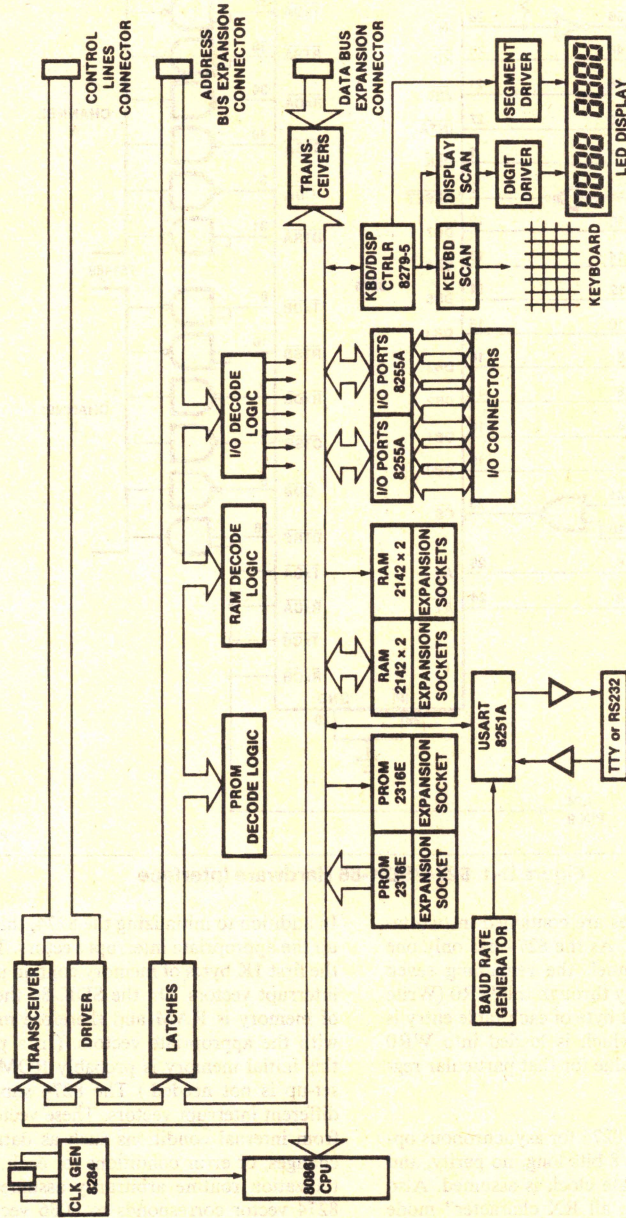 CONTROL
LINES
CONNECTOR
ADDRESS
BUS EXPANSION
CONNECTOR
DATA BUS
EXPANSION
CONNECTOR
TRANS-
CEIVERS
SEGMENT
DRIVER
DISPLAY
SCAN
DIGIT
DRIVER
LED DISPLAY
KBD/DISP
CTRLR
8279-5
KEYBD
SCAN
KEYBOARD
I/O DECODE
LOGIC
I/O PORTS
8255A
I/O PORTS
8255A
I/O CONNECTORS
RAM DECODE
LOGIC
RAM
2142 x 2
EXPANSION
SOCKETS
RAM
2142 x 2
EXPANSION
SOCKETS
PROM
DECODE LOGIC
PROM
2316E
EXPANSION
SOCKET
PROM
2316E
EXPANSION
SOCKET
USART
8251A
TTY or RS232
BAUD RATE
GENERATOR
TRANSCEIVER
DRIVER
LATCHES
CLK GEN
8284
8086
CPU